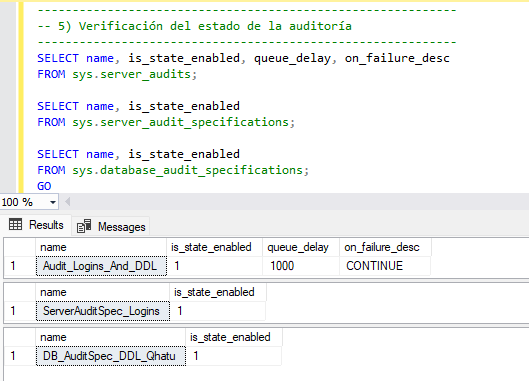 ------------------------------------------------------------
-- 5) Verificación del estado de la auditoría
------------------------------------------------------------
SELECT name, is_state_enabled, queue_delay, on_failure_desc
FROM sys.server_audits;
SELECT name, is_state_enabled
FROM sys.server_audit_specifications;
SELECT name, is_state_enabled
FROM sys.database_audit_specifications;
GO
100 %
Results Messages
name is_state_enabled queue_delay on_failure_desc
1 Audit_Logins_And_DDL 1 1000 CONTINUE
name is_state_enabled
1 ServerAuditSpec_Logins 1
name is_state_enabled
1 DB_AuditSpec_DDL_Qhatu 1